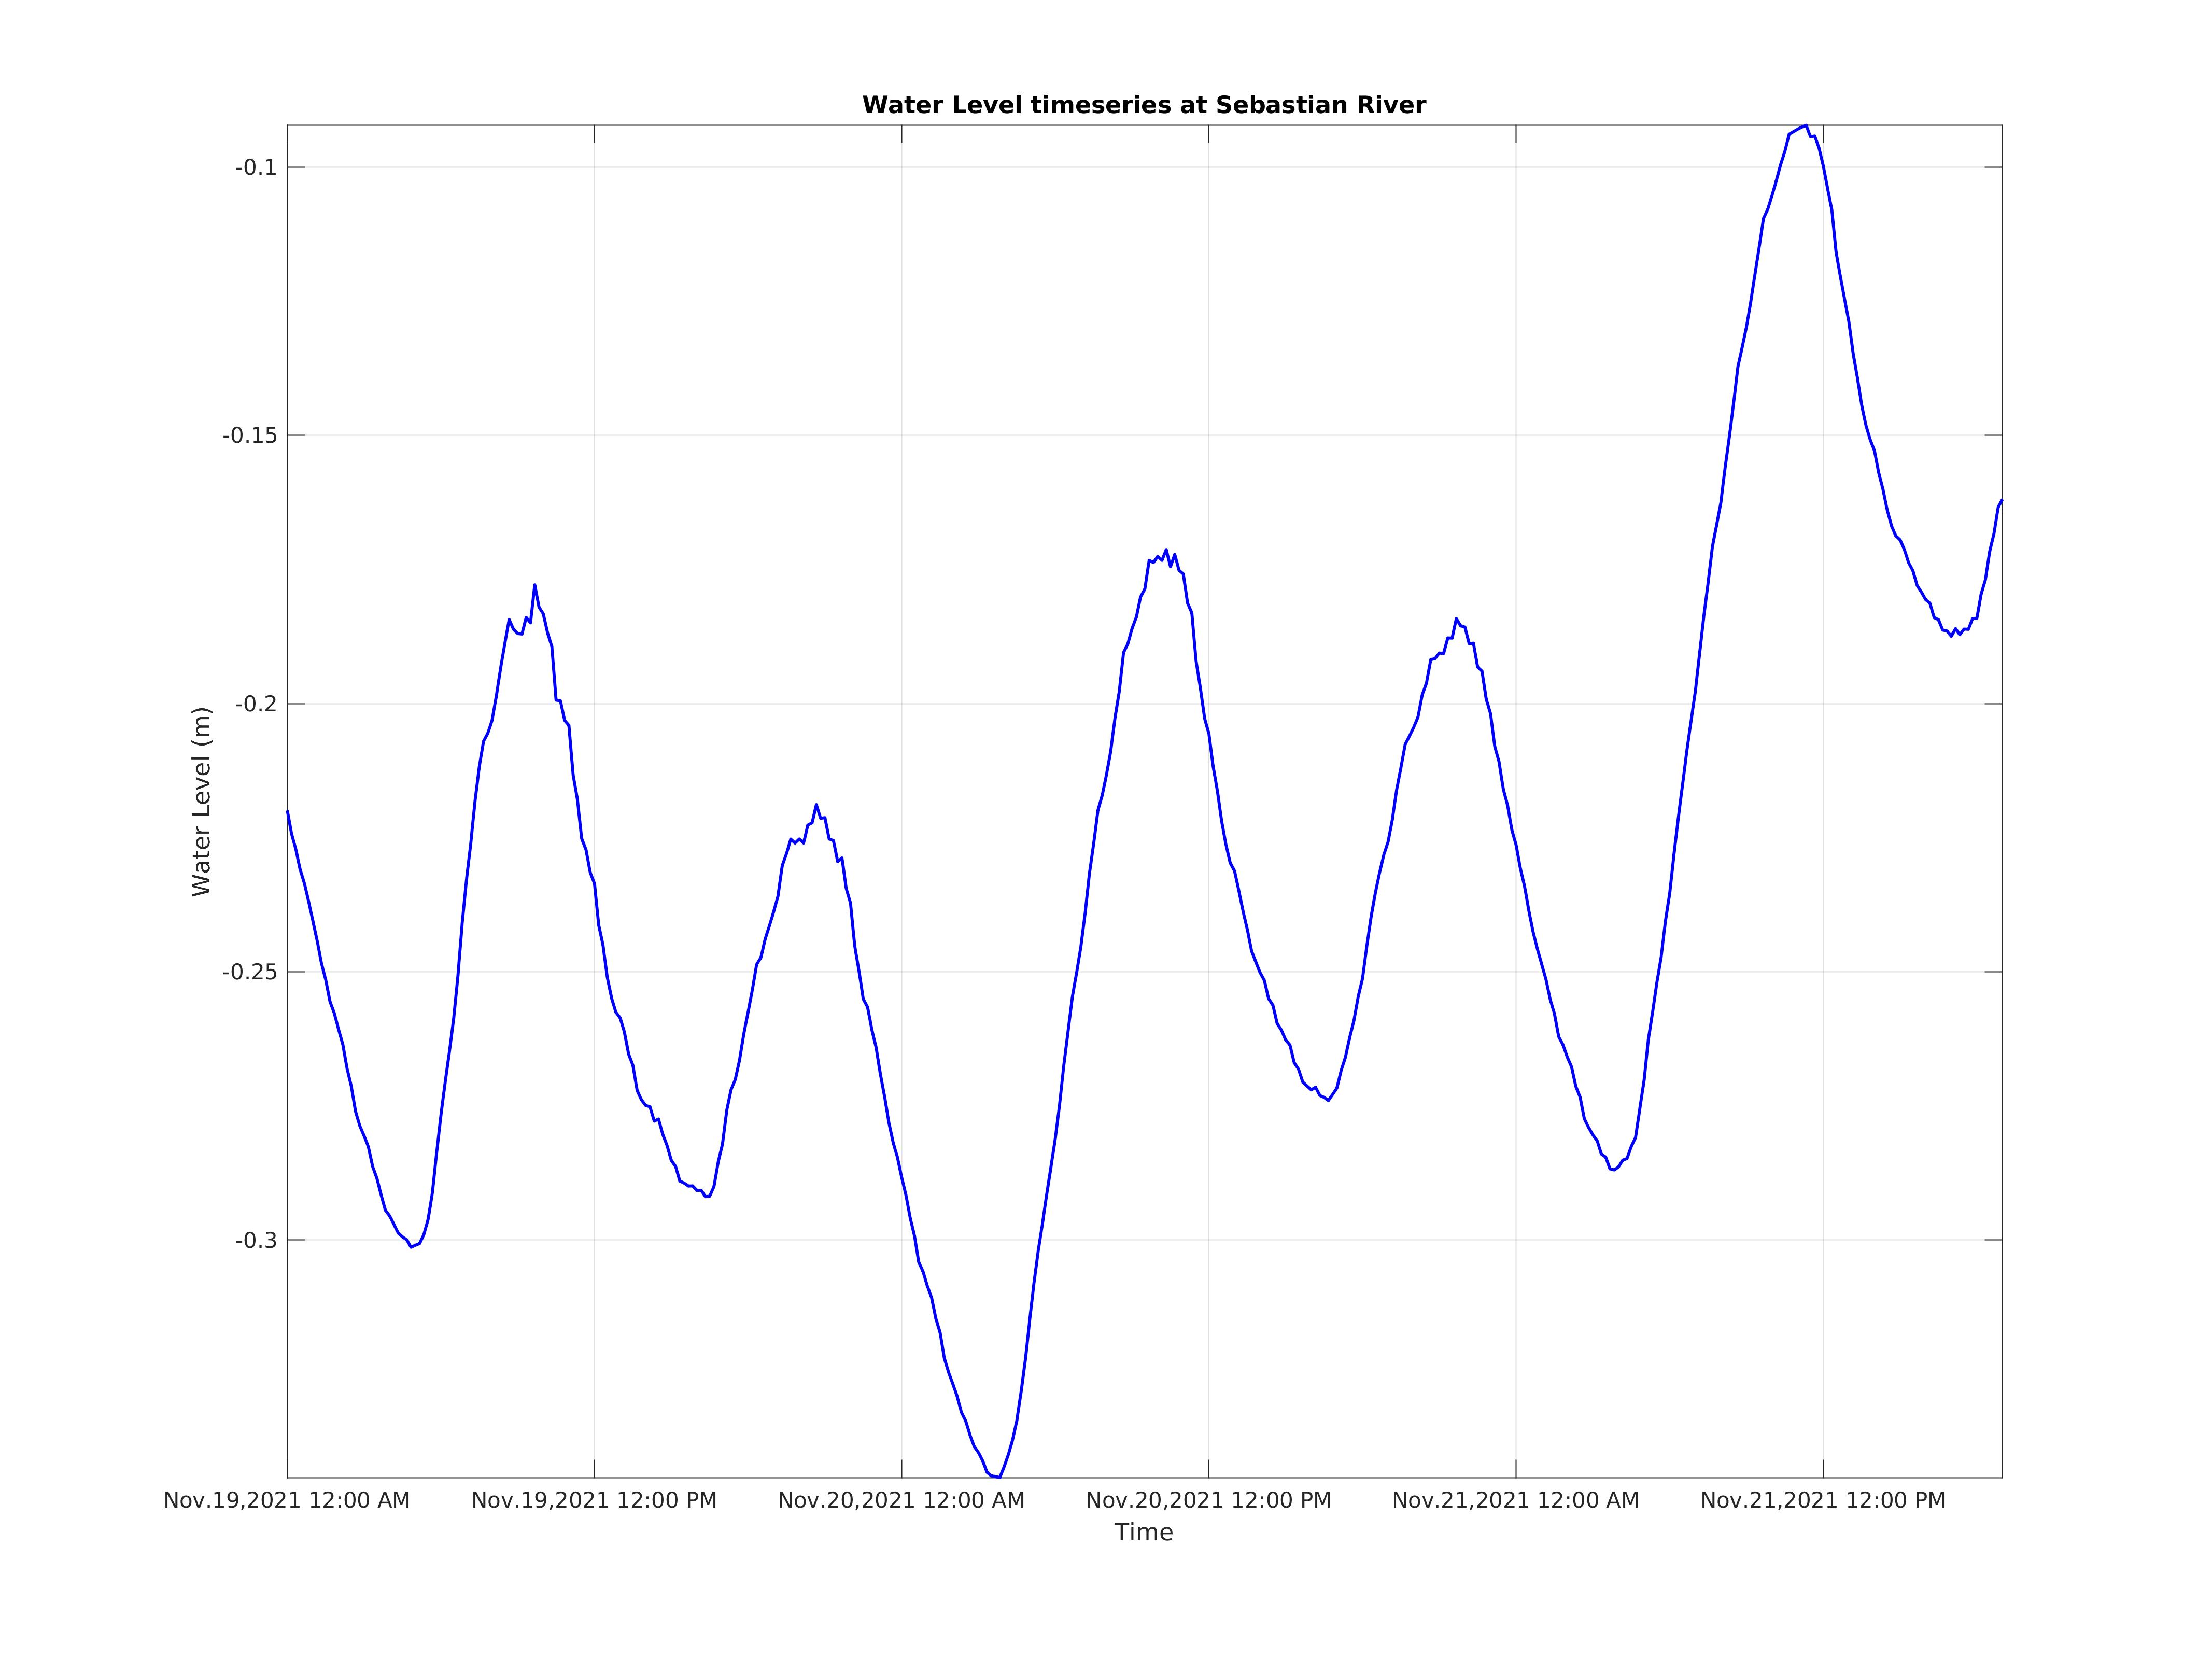 Water Level timeseries at Sebastian River
-0.1
-0.15
-0.2
-0.25
-0.3
Water Level (m)
Nov.19,2021 12:00 AM Nov.19,2021 12:00 PM Nov.20,2021 12:00 AM Nov.20,2021 12:00 PM Nov.21,2021 12:00 AM Nov.21,2021 12:00 PM
Time